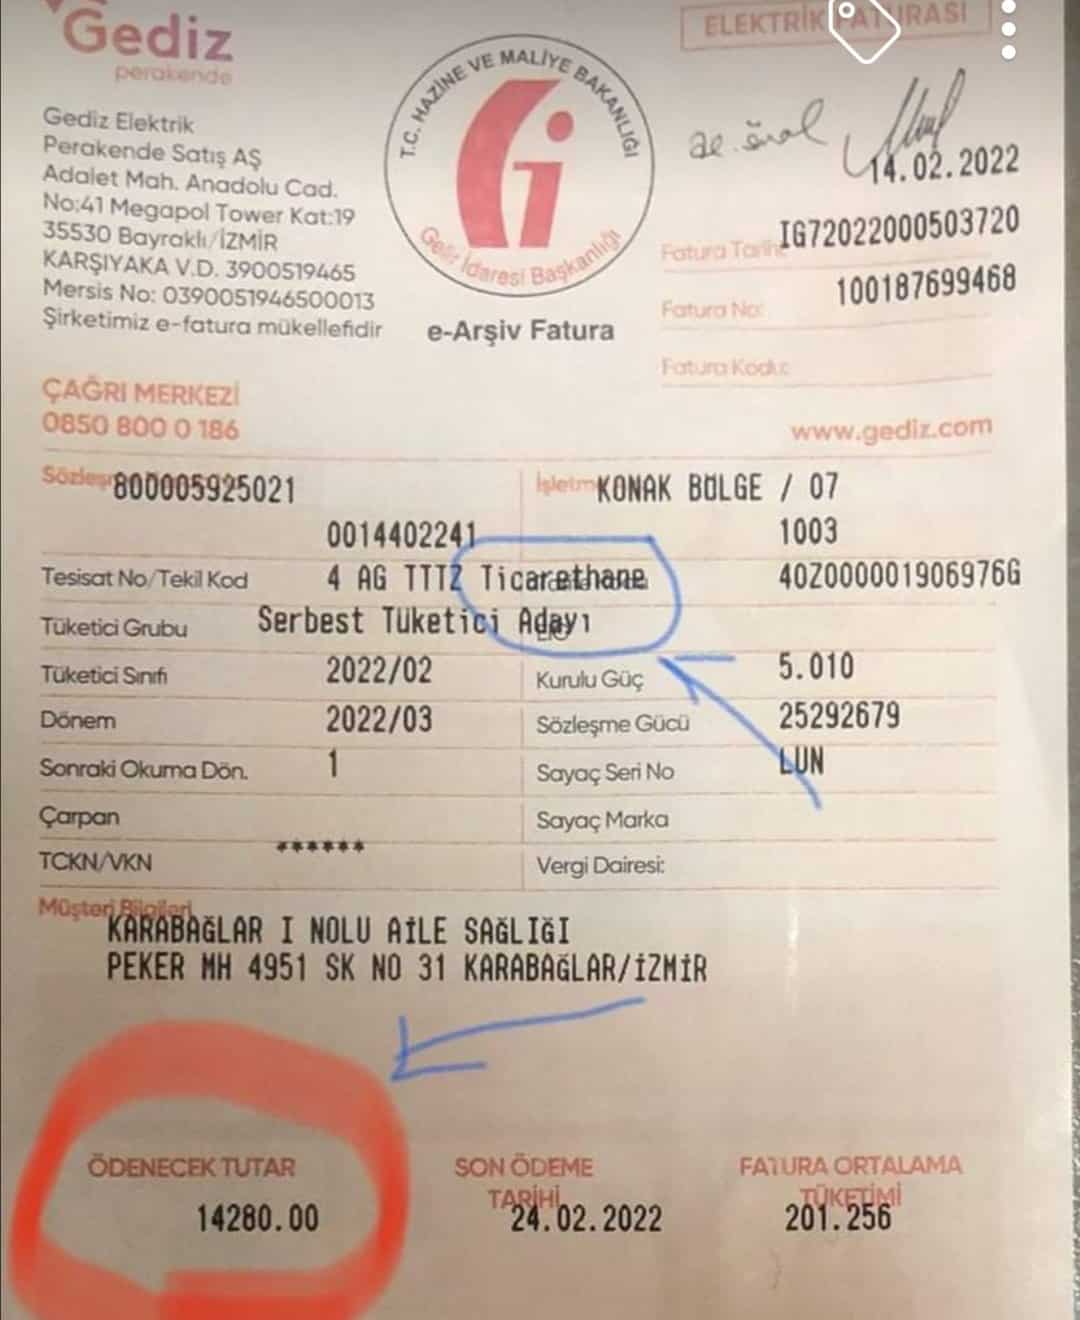 Gediz
perakende
ELEKTRİK FATURASI
T.C. HAZİNE VE MALİYE BAKANLIĞI
Gelir İdaresi Başkanlığı
Gediz Elektrik
Perakende Satış AŞ
Adalet Mah. Anadolu Cad.
No:41 Megapol Tower Kat:19
35530 Bayraklı/İZMİR
KARŞIYAKA V.D. 3900519465
Mersis No: 0390051946500013
Şirketimiz e-fatura mükellefidir
e-Arşiv Fatura
14.02.2022
Fatura Tarihi IG72022000503720
Fatura No: 100187699468
Fatura Kodu:
ÇAĞRI MERKEZİ
0850 800 0 186
www.gediz.com
800005925021
KONAK BÖLGE / 07
0014402241 1003
Tesisat No/Tekil Kod 4 AG TTTZ Ticarethane 40Z000001906976G
Tüketici Grubu Serbest Tüketici Adayı
Tüketici Sınıfı 2022/02 Kurulu Güç 5.010
Dönem 2022/03 Sözleşme Gücü 25292679
Sonraki Okuma Dön. 1 Sayaç Seri No LUN
Çarpan Sayaç Marka
TCKN/VKN ****** Vergi Dairesi:
Müşteri Bilgileri
KARABAĞLAR I NOLU AİLE SAĞLIĞI
PEKER MH 4951 SK NO 31 KARABAĞLAR/İZMİR
ÖDENECEK TUTAR
14280.00
SON ÖDEME
TARİHİ
24.02.2022
FATURA ORTALAMA
TÜKETİMİ
201.256